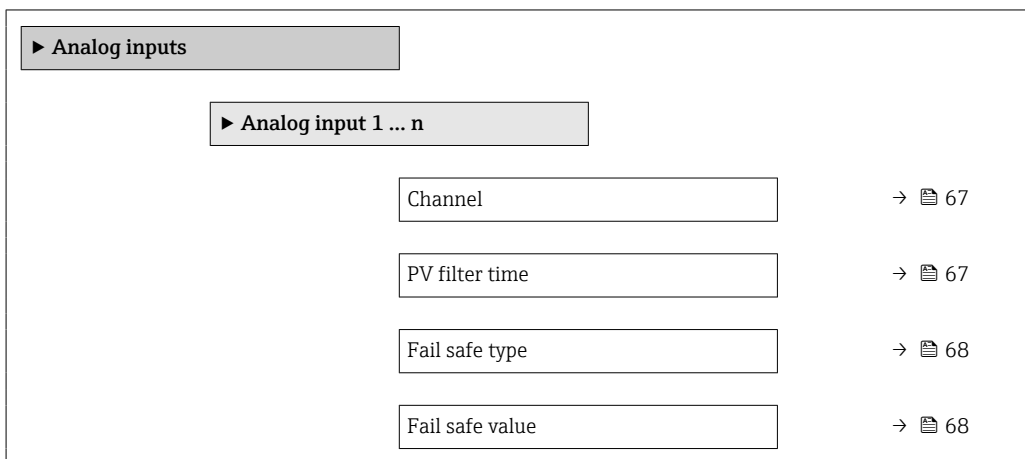 ▶ Analog inputs
▶ Analog input 1 ... n
Channel → 67
PV filter time → 67
Fail safe type → 68
Fail safe value → 68